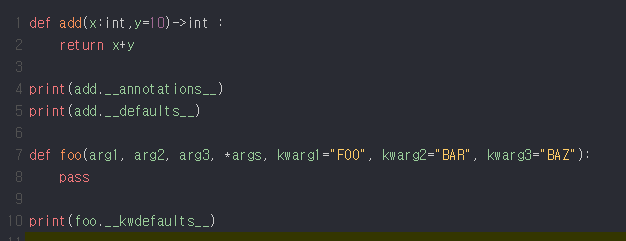 1 def add(x:int,y=10)->int :
2     return x+y
3
4 print(add.__annotations__)
5 print(add.__defaults__)
6
7 def foo(arg1, arg2, arg3, *args, kwarg1="FOO", kwarg2="BAR", kwarg3="BAZ"):
8     pass
9
10 print(foo.__kwdefaults__)
11